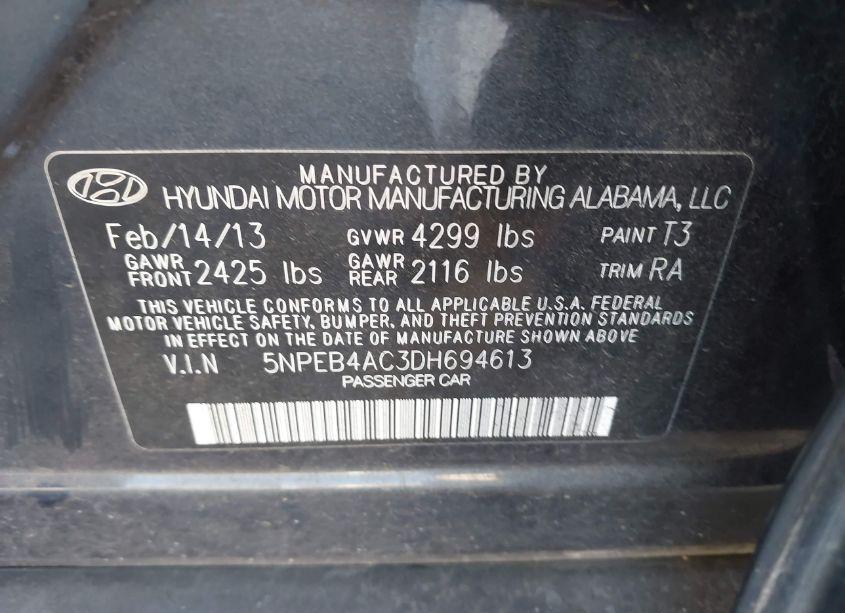 MANUFACTURED BY
HYUNDAI MOTOR MANUFACTURING ALABAMA, LLC
Feb/14/13 GVWR 4299 lbs PAINT T3
GAWR FRONT 2425 lbs GAWR REAR 2116 lbs TRIM RA
THIS VEHICLE CONFORMS TO ALL APPLICABLE U.S.A. FEDERAL
MOTOR VEHICLE SAFETY, BUMPER, AND THEFT PREVENTION STANDARDS
IN EFFECT ON THE DATE OF MANUFACTURE SHOWN ABOVE
V.I.N 5NPEB4AC3DH694613
PASSENGER CAR